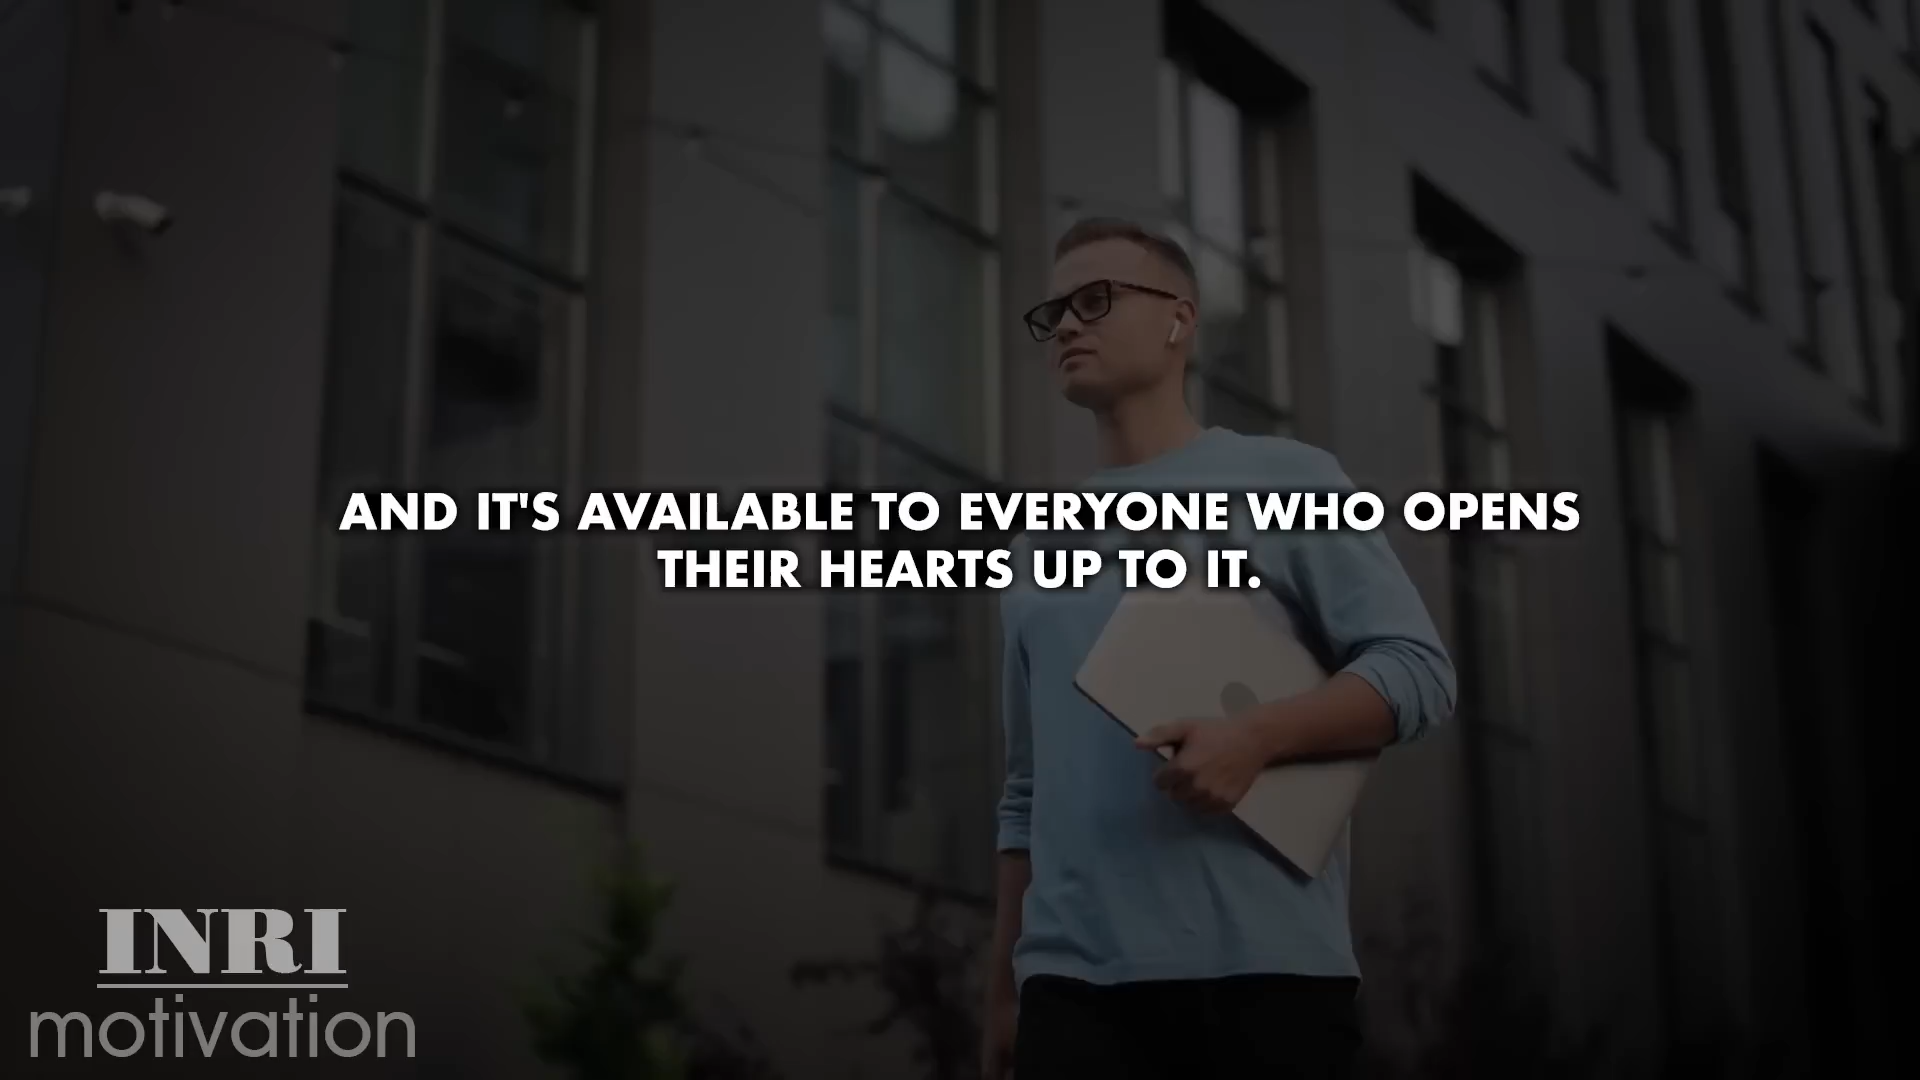 AND IT'S AVAILABLE TO EVERYONE WHO OPENS
THEIR HEARTS UP TO IT.
INRI
motivation